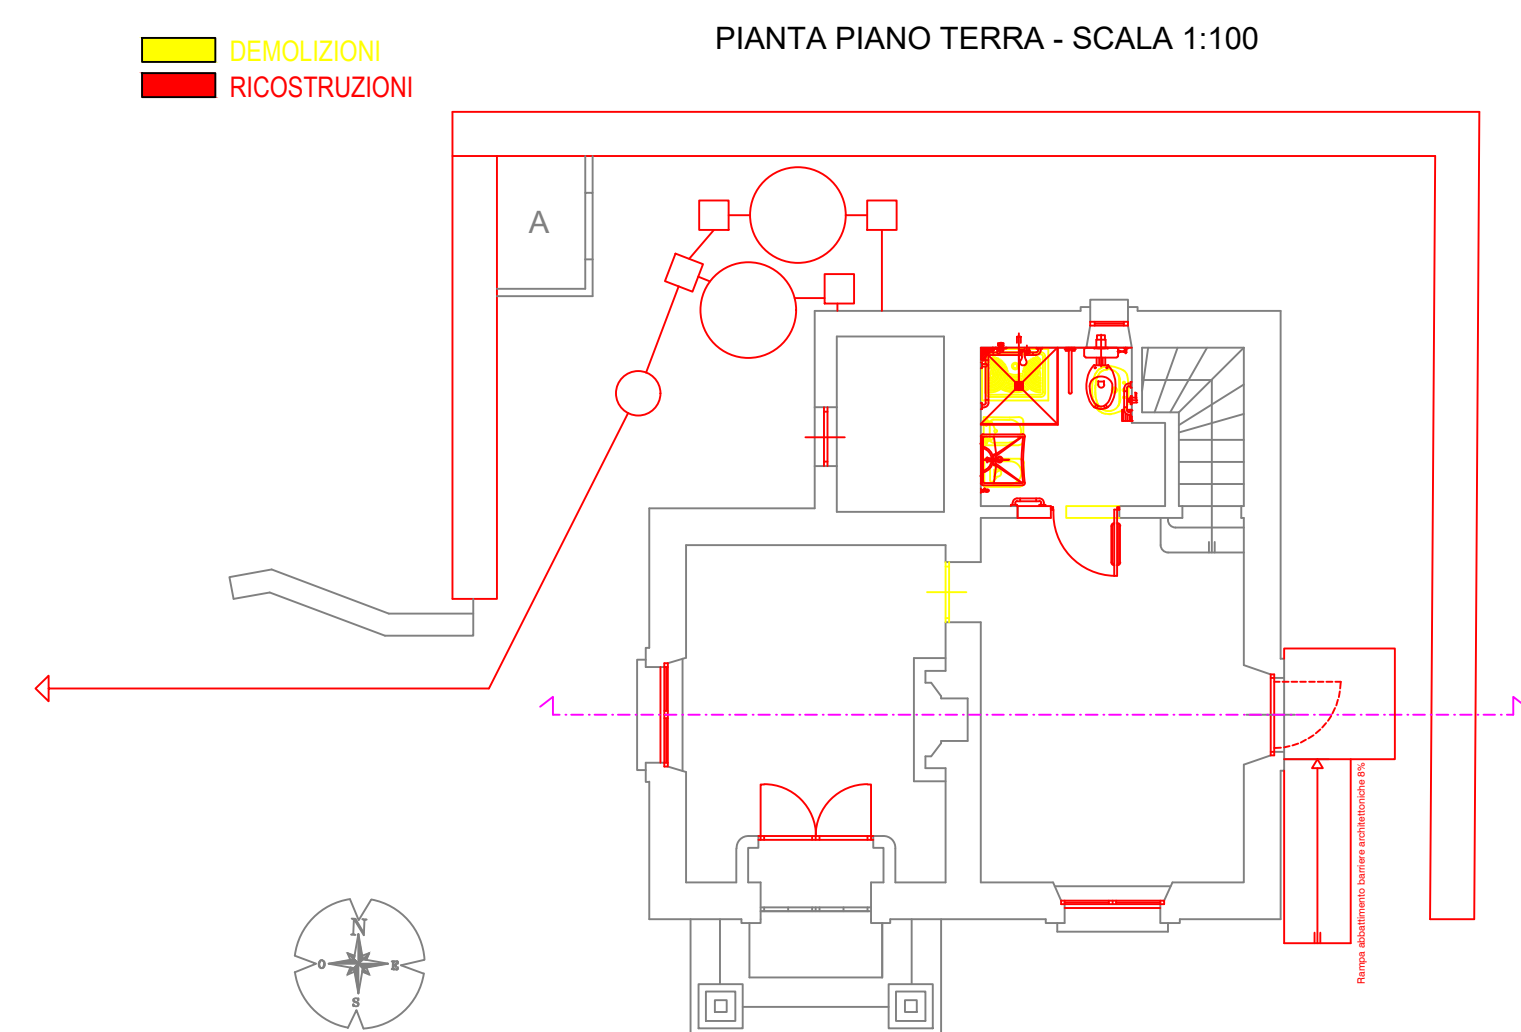 PIANTA PIANO TERRA - SCALA 1:100
DEMOLIZIONI
RICOSTRUZIONI
A
Rampa abbattimento barriere architettoniche 8%
N
O
E
S